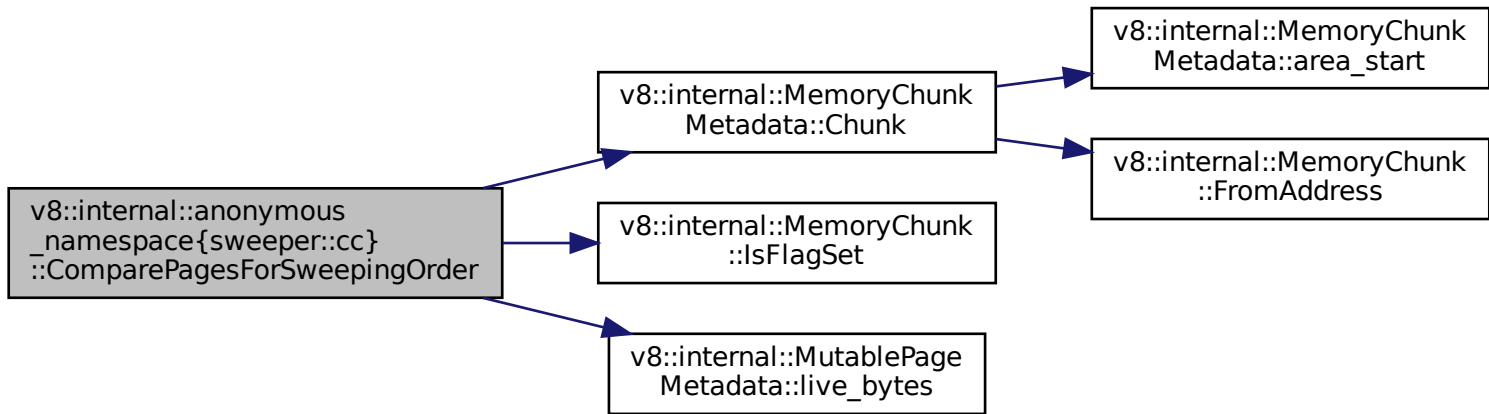 v8::internal::MemoryChunk
Metadata::area_start
v8::internal::MemoryChunk
Metadata::Chunk
v8::internal::MemoryChunk
::FromAddress
v8::internal::anonymous
_namespace{sweeper::cc}
::ComparePagesForSweepingOrder
v8::internal::MemoryChunk
::IsFlagSet
v8::internal::MutablePage
Metadata::live_bytes